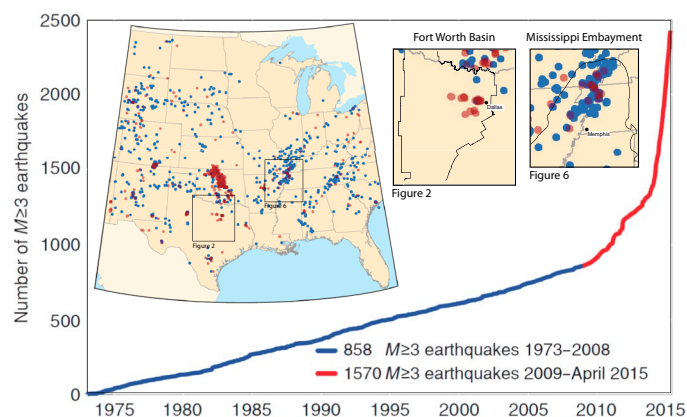 2500
2000
1500
1000
500
0
Number of M≥3 earthquakes
Fort Worth Basin
Mississippi Embayment
Dallas
Memphis
Figure 2
Figure 6
Figure 6
Figure 2
858 M≥3 earthquakes 1973–2008
1570 M≥3 earthquakes 2009–April 2015
1975 1980 1985 1990 1995 2000 2005 2010 2015